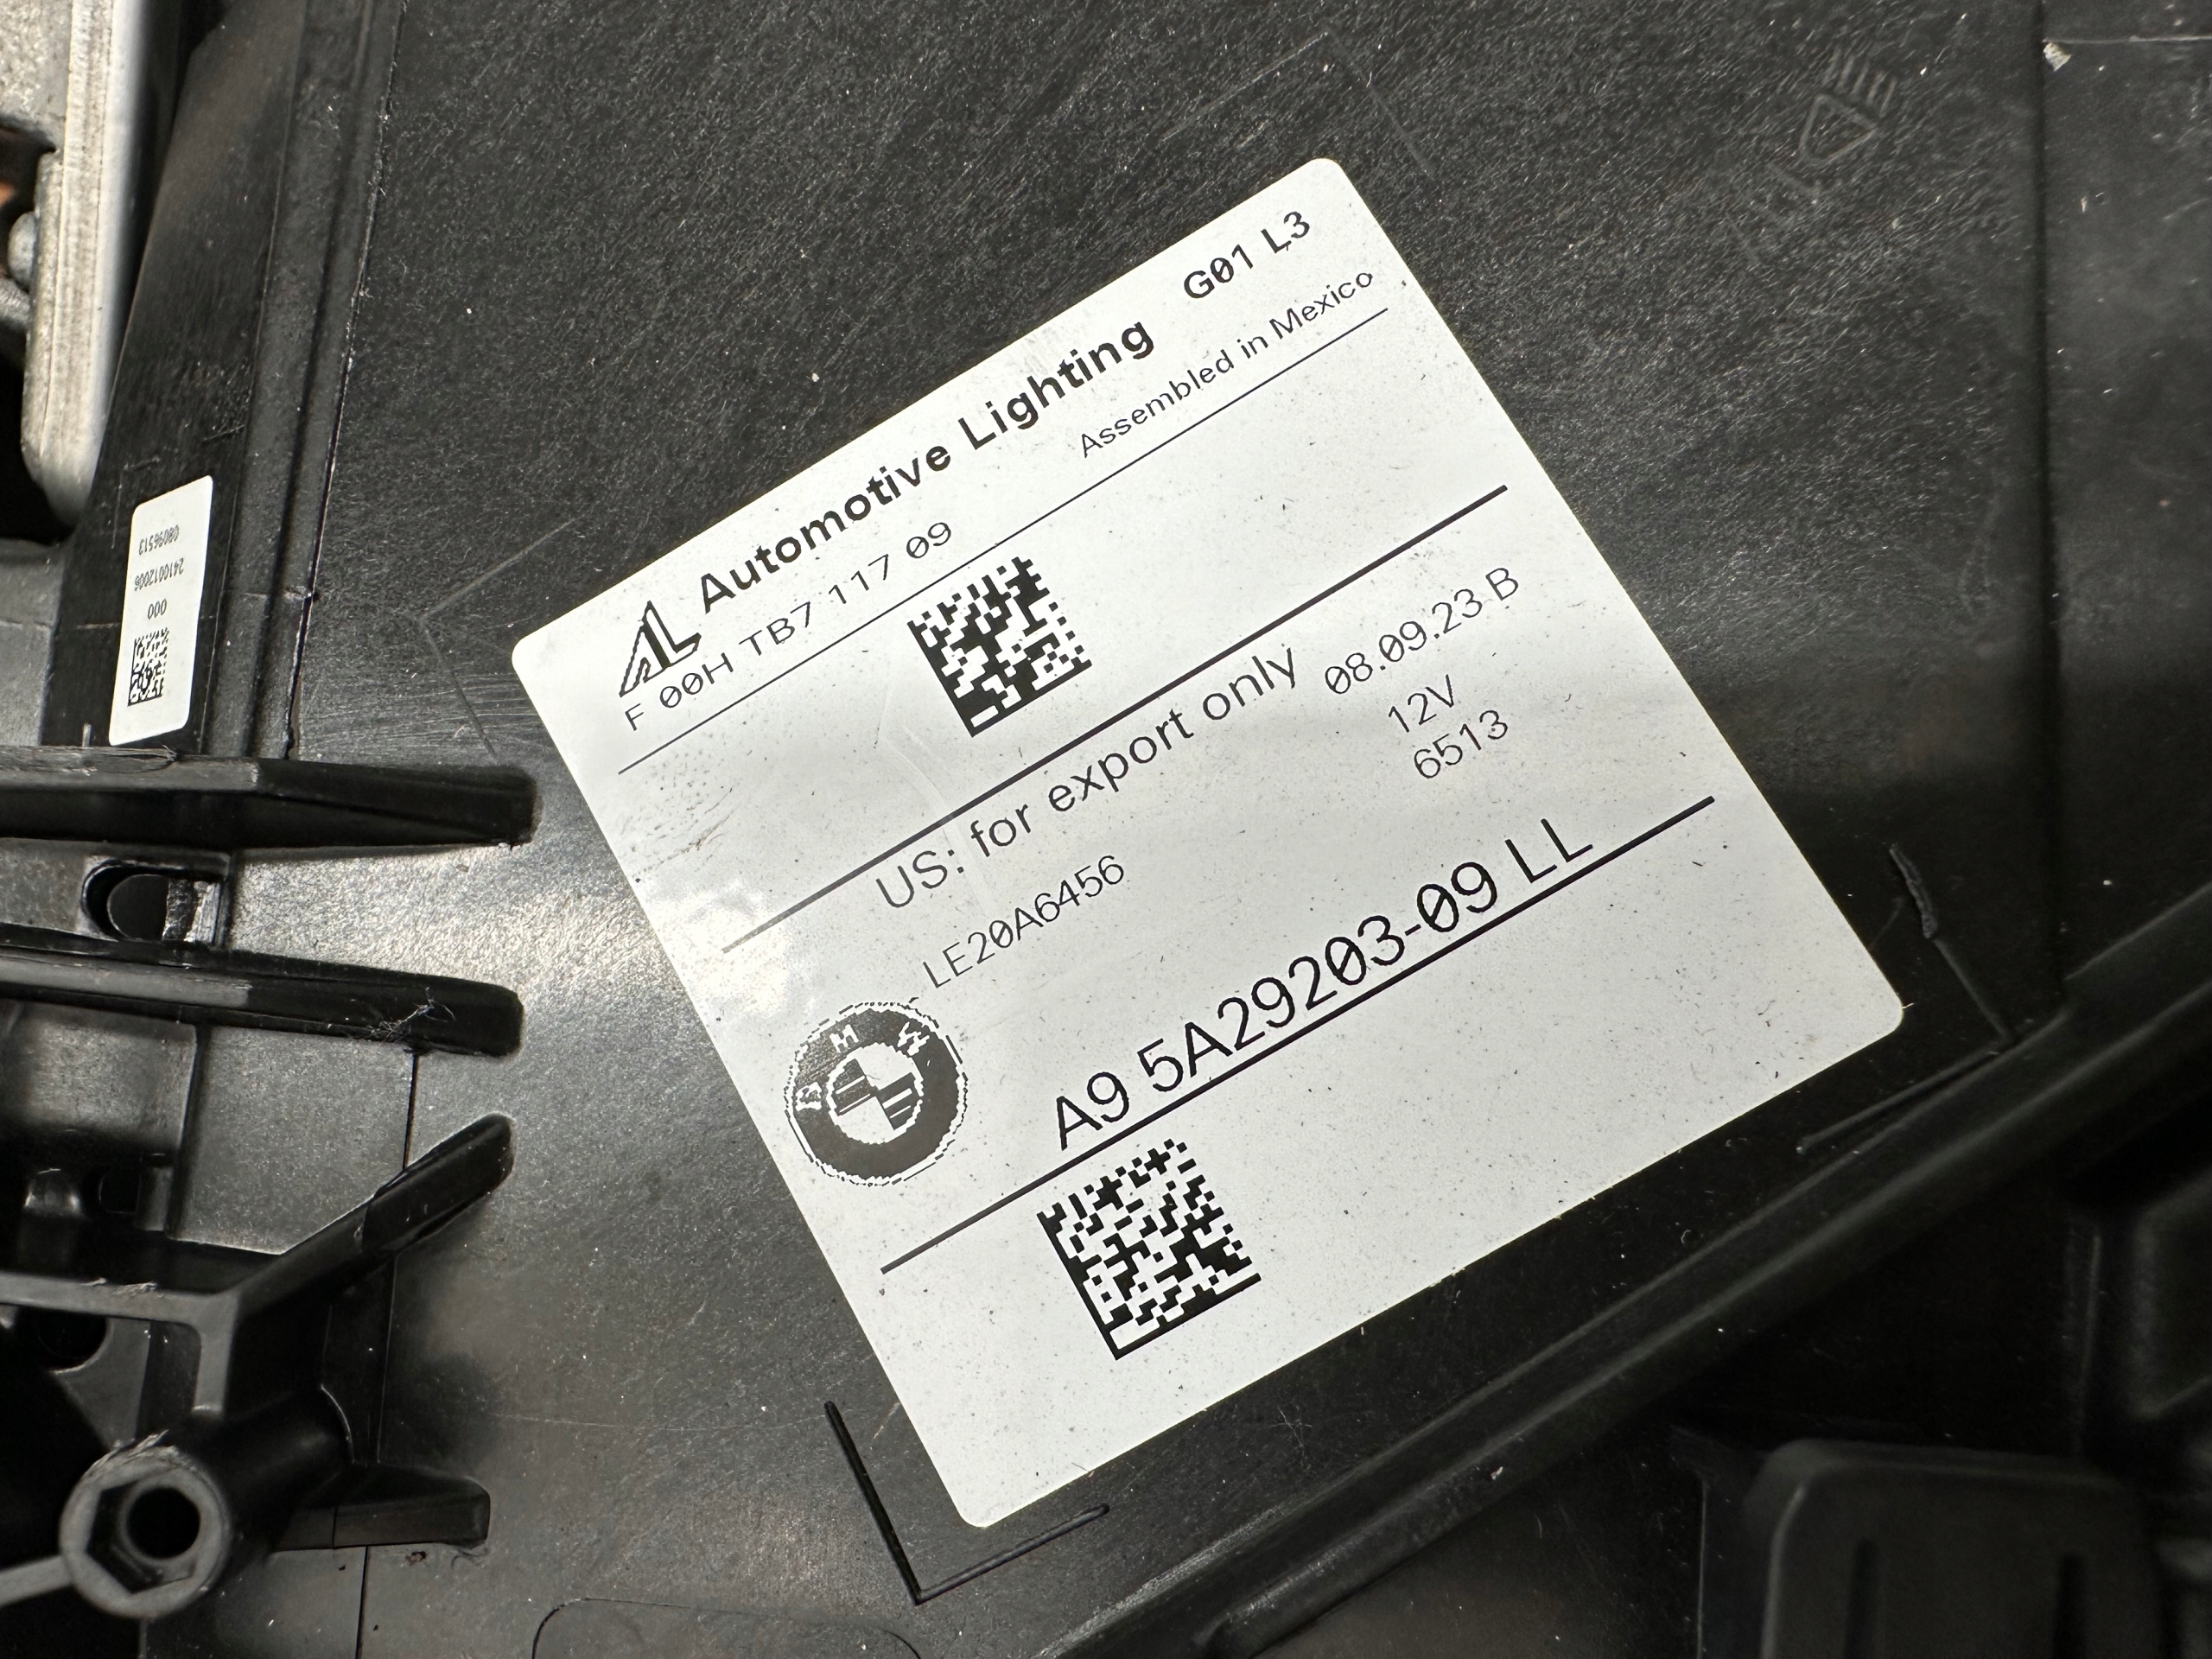 Automotive Lighting G01 L3
F 00H TB7 117 09 Assembled in Mexico
US: for export only 08.09.23 B
12V
LE20A6456 6513
BMW
A9 5A29203-09 LL
08096513
2410012006
000